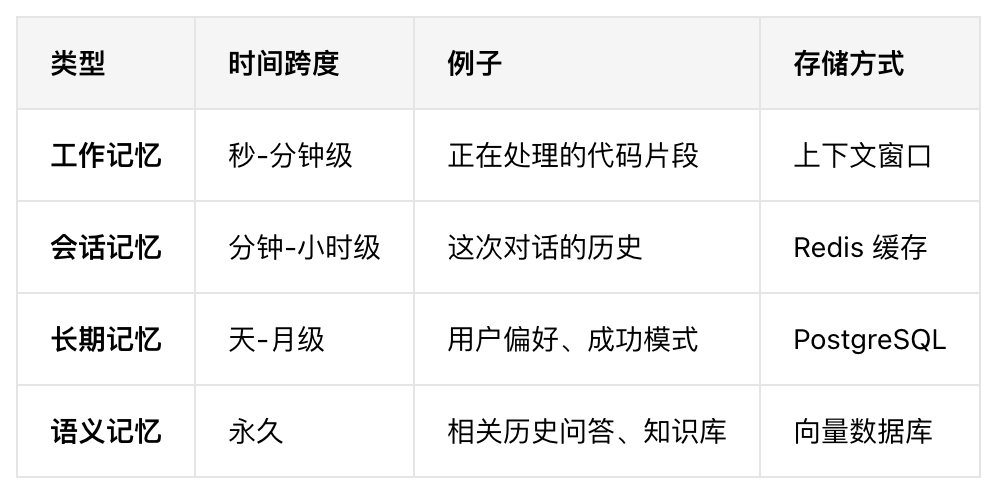 类型 时间跨度 例子 存储方式
工作记忆 秒-分钟级 正在处理的代码片段 上下文窗口
会话记忆 分钟-小时级 这次对话的历史 Redis 缓存
长期记忆 天-月级 用户偏好、成功模式 PostgreSQL
语义记忆 永久 相关历史问答、知识库 向量数据库